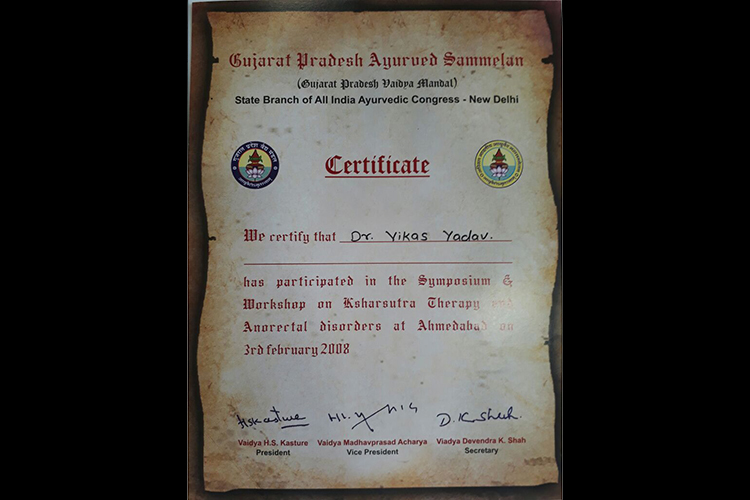 Gujarat Pradesh Ayurved Sammelan
(Gujarat Pradesh Vaidya Mandal)
State Branch of All India Ayurvedic Congress - New Delhi
Certificate
We certify that Dr. Vikas Yadav.
has participated in the Symposium &
Workshop on Ksharsutra Therapy and
Anorectal disorders at Ahmedabad on
3rd february 2008
D.K.Shah.
Vaidya H.S. Kasture Vaidya Madhavprasad Acharya Viadya Devendra K. Shah
President Vice President Secretary